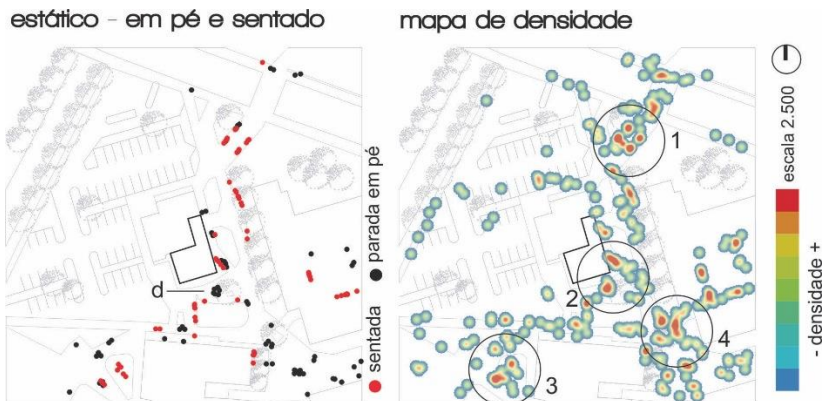 estático - em pé e sentado
mapa de densidade
d
sentada
parada em pé
1
2
3
4
escala 2.500
- densidade +